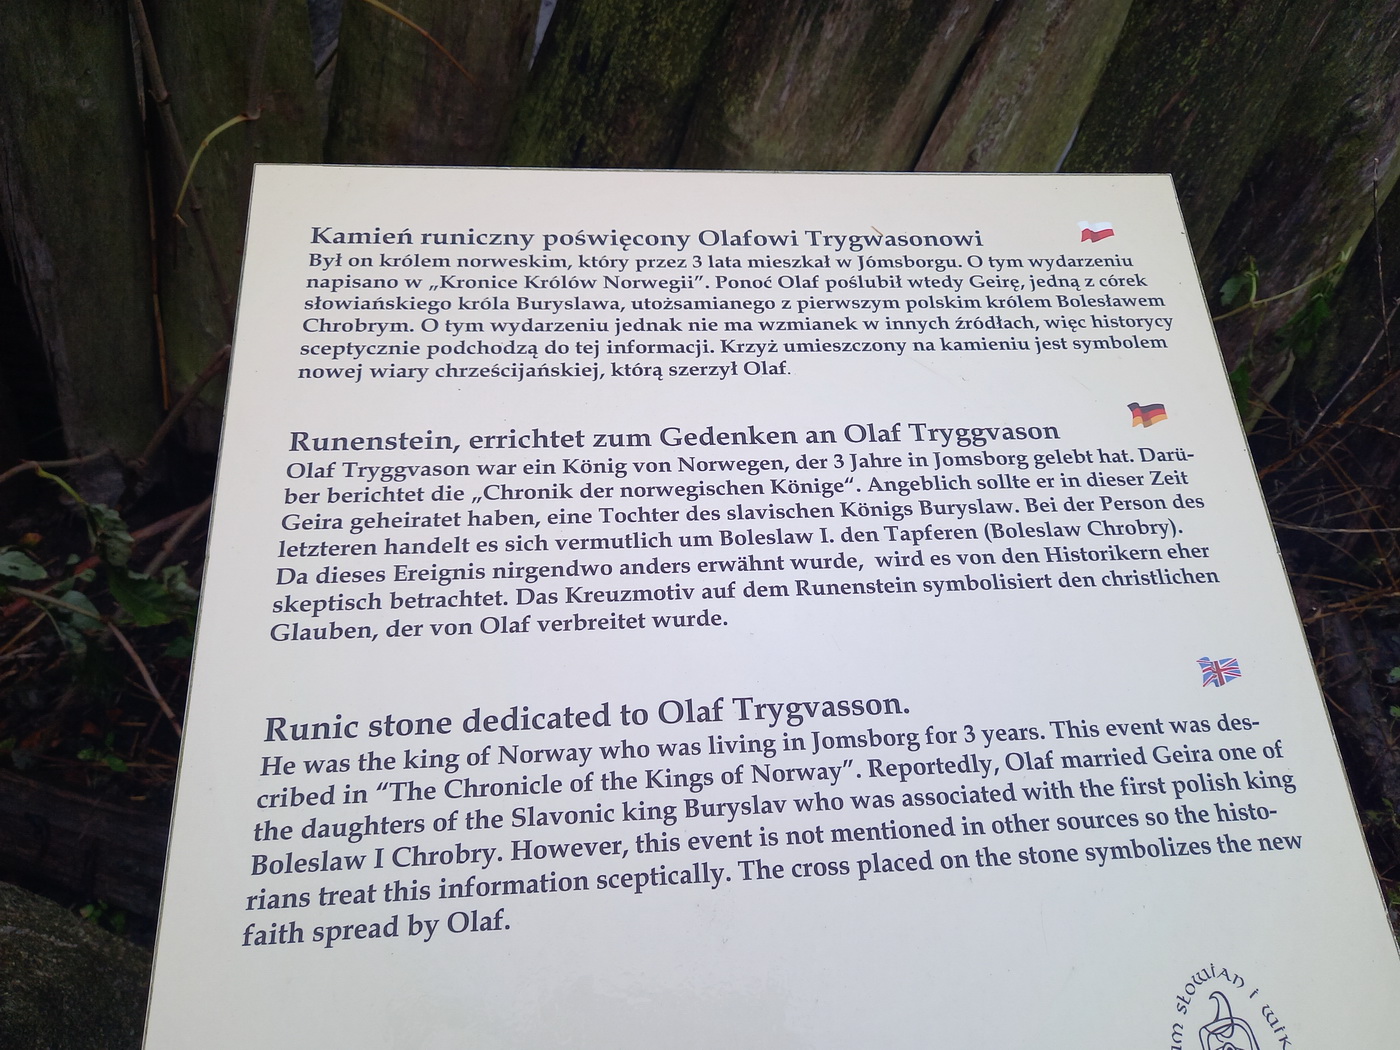 Kamień runiczny poświęcony Olafowi Trygwasonowi
Był on królem norweskim, który przez 3 lata mieszkał w Jómsborgu. O tym wydarzeniu
napisano w „Kronice Królów Norwegii”. Ponoć Olaf poślubił wtedy Geirę, jedną z córek
słowiańskiego króla Buryslawa, utożsamianego z pierwszym polskim królem Bolesławem
Chrobrym. O tym wydarzeniu jednak nie ma wzmianek w innych źródłach, więc historycy
sceptycznie podchodzą do tej informacji. Krzyż umieszczony na kamieniu jest symbolem
nowej wiary chrześcijańskiej, którą szerzył Olaf.
Runenstein, errichtet zum Gedenken an Olaf Tryggvason
Olaf Tryggvason war ein König von Norwegen, der 3 Jahre in Jomsborg gelebt hat. Darü-
ber berichtet die „Chronik der norwegischen Könige“. Angeblich sollte er in dieser Zeit
Geira geheiratet haben, eine Tochter des slavischen Königs Buryslaw. Bei der Person des
letzteren handelt es sich vermutlich um Boleslaw I. den Tapferen (Boleslaw Chrobry).
Da dieses Ereignis nirgendwo anders erwähnt wurde, wird es von den Historikern eher
skeptisch betrachtet. Das Kreuzmotiv auf dem Runenstein symbolisiert den christlichen
Glauben, der von Olaf verbreitet wurde.
Runic stone dedicated to Olaf Trygvasson.
He was the king of Norway who was living in Jomsborg for 3 years. This event was des-
cribed in “The Chronicle of the Kings of Norway”. Reportedly, Olaf married Geira one of
the daughters of the Slavonic king Buryslav who was associated with the first polish king
Boleslaw I Chrobry. However, this event is not mentioned in other sources so the histo-
rians treat this information sceptically. The cross placed on the stone symbolizes the new
faith spread by Olaf.
słowian i